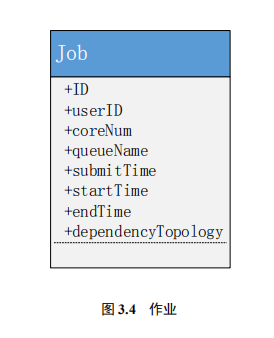 Job
+ID
+userID
+coreNum
+queueName
+submitTime
+startTime
+endTime
+dependencyTopology
图 3.4 作业